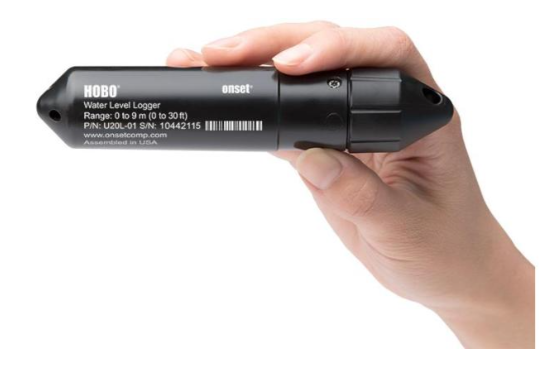 HOBO® onset®
Water Level Logger
Range: 0 to 9 m (0 to 30 ft)
P/N: U20L-01 S/N: 10442115
www.onsetcomp.com
Assembled in USA